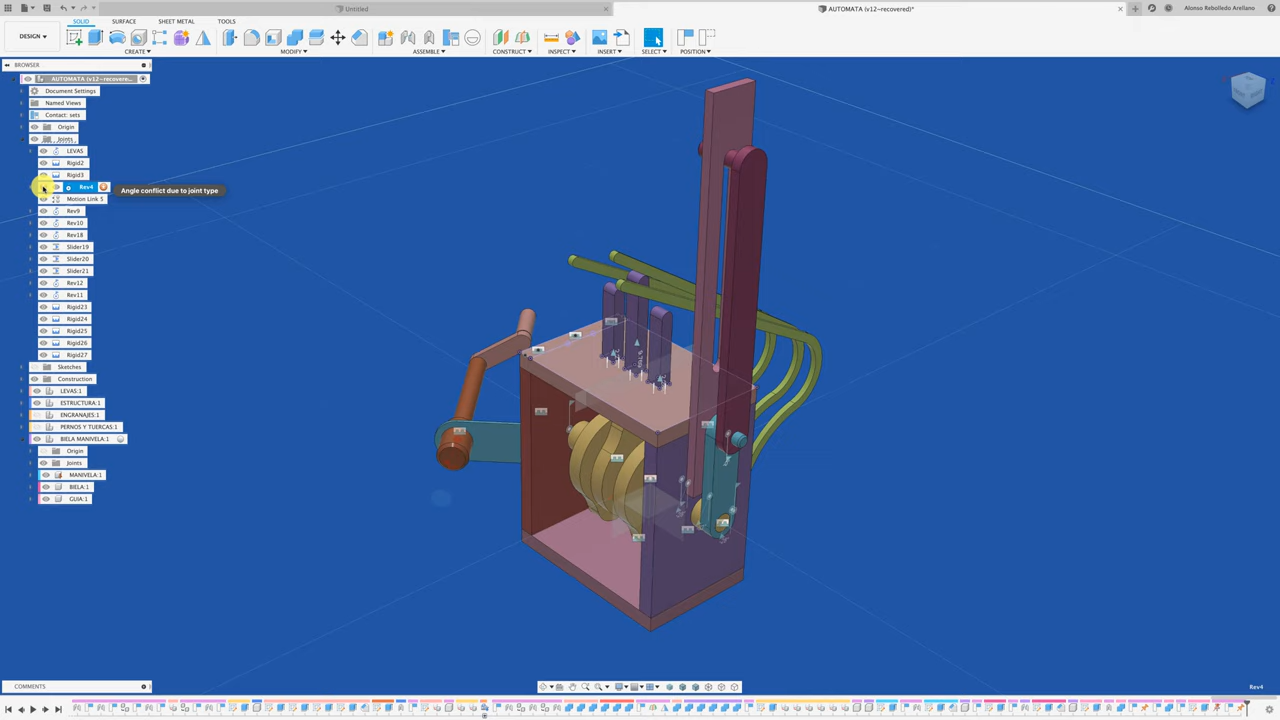 Untitled
AUTOMATA (v12~recovered)*
Alonso Rebolledo Arellano
DESIGN
SOLID
SURFACE
SHEET METAL
TOOLS
CREATE
MODIFY
ASSEMBLE
CONSTRUCT
INSPECT
INSERT
SELECT
POSITION
BROWSER
AUTOMATA (v12~recovere...
Document Settings
Named Views
Contact: sets
Origin
Joints
LEVAS
Rigid2
Rigid3
Rev4
Angle conflict due to joint type
Motion Link 5
Rev9
Rev10
Rev18
Slider19
Slider20
Slider21
Rev12
Rev11
Rigid23
Rigid24
Rigid25
Rigid26
Rigid27
Sketches
Construction
LEVAS:1
ESTRUCTURA:1
ENGRANAJES:1
PERNOS Y TUERCAS:1
BIELA MANIVELA:1
Origin
Joints
MANIVELA:1
BIELA:1
GUIA:1
COMMENTS
Rev4